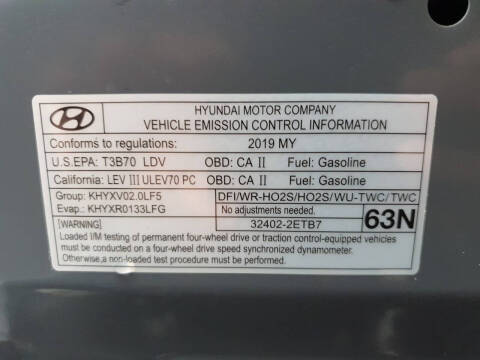 HYUNDAI MOTOR COMPANY
VEHICLE EMISSION CONTROL INFORMATION
Conforms to regulations: 2019 MY
U.S.EPA: T3B70 LDV OBD: CA II Fuel: Gasoline
California: LEV III ULEV70 PC OBD: CA II Fuel: Gasoline
Group: KHYXV02.0LF5 DFI/WR-HO2S/HO2S/WU-TWC/TWC
Evap.: KHYXR0133LFG No adjustments needed. 63N
[WARNING] 32402-2ETB7
Loaded I/M testing of permanent four-wheel drive or traction control-equipped vehicles
must be conducted on a four-wheel drive speed synchronized dynamometer.
Otherwise,a non-loaded test procedure must be conducted.